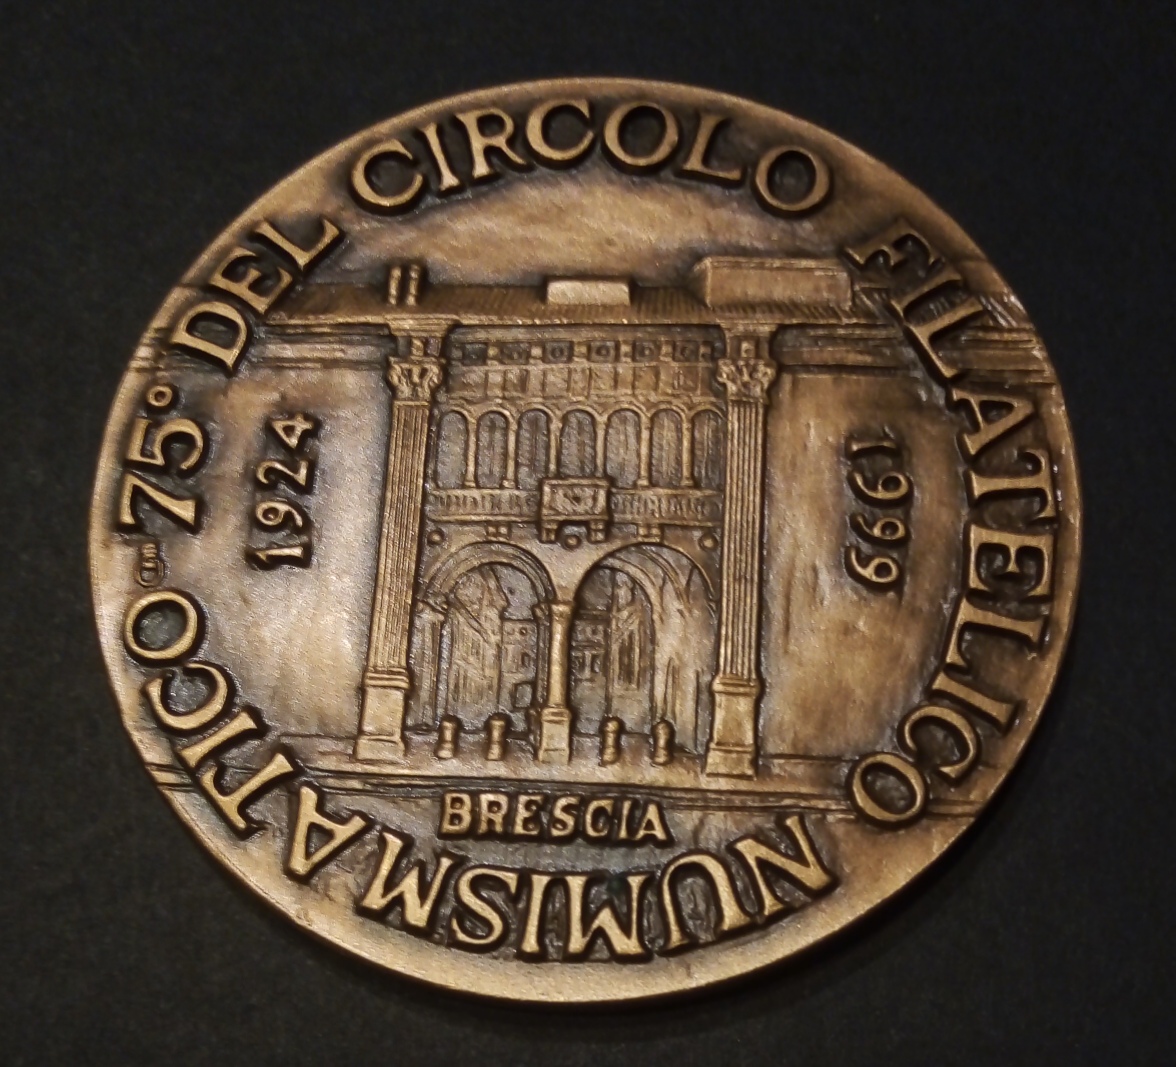 75° DEL CIRCOLO FILATELICO NUMISMATICO
1924
1999
BRESCIA